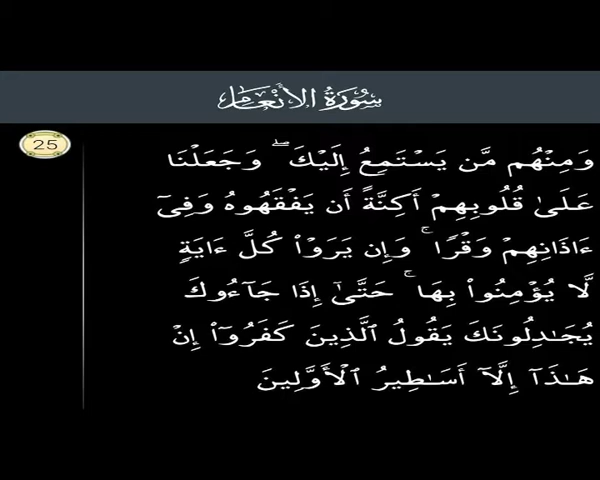 سُورَةُ الأَنْعَامِ
25
وَمِنْهُم مَّن يَسْتَمِعُ إِلَيْكَ ۖ وَجَعَلْنَا
عَلَىٰ قُلُوبِهِمْ أَكِنَّةً أَن يَفْقَهُوهُ وَفِىٓ
ءَاذَانِهِمْ وَقْرًا ۚ وَإِن يَرَوْا۟ كُلَّ ءَايَةٍ
لَّا يُؤْمِنُوا۟ بِهَا ۚ حَتَّىٰٓ إِذَا جَآءُوكَ
يُجَـٰدِلُونَكَ يَقُولُ ٱلَّذِينَ كَفَرُوٓا۟ إِنْ
هَـٰذَآ إِلَّآ أَسَـٰطِيرُ ٱلْأَوَّلِينَ